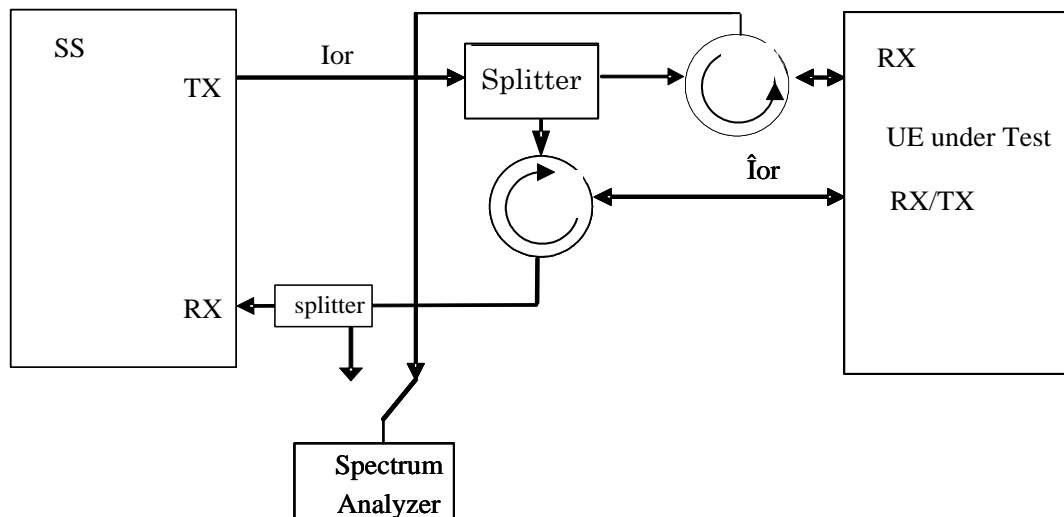 SS
Ior
TX
Splitter
RX
UE under Test
Îor
RX/TX
RX
splitter
Spectrum
Analyzer